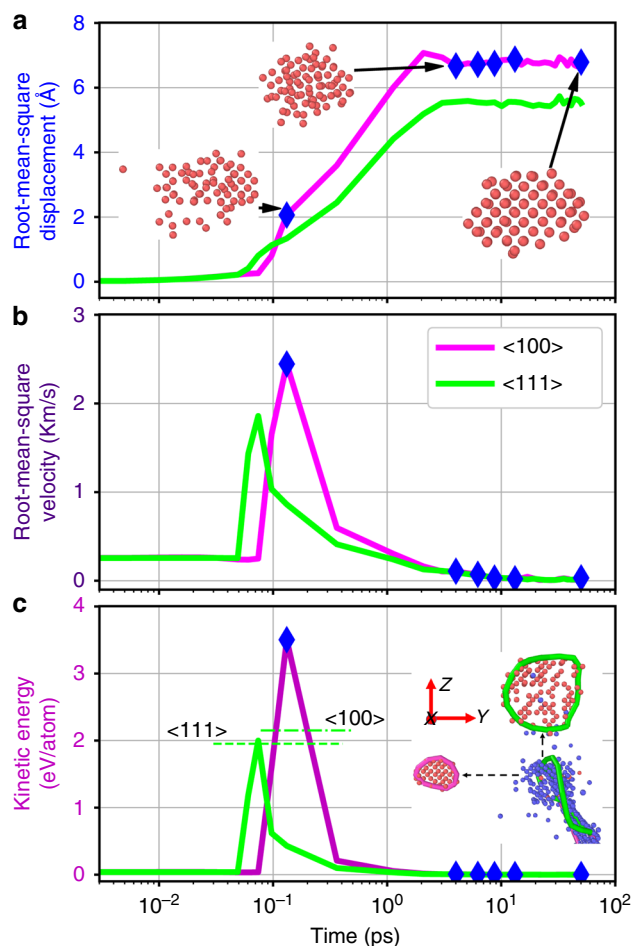 a
Root-mean-square
displacement (Å)
8
6
4
2
0
b
Root-mean-square
velocity (Km/s)
3
2
1
0
<100>
<111>
c
Kinetic energy
(eV/atom)
4
3
2
1
0
<111>
<100>
Z
X
Y
10⁻²
10⁻¹
10⁰
10¹
10²
Time (ps)